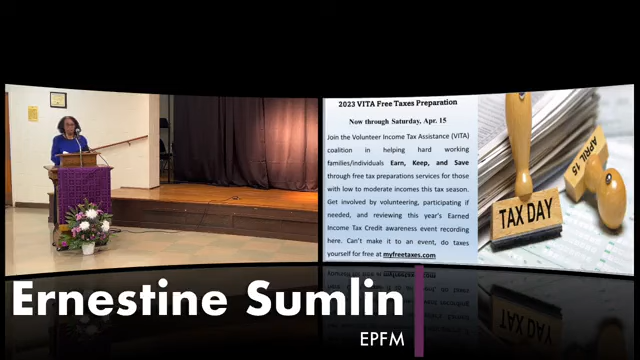 2023 VITA Free Taxes Preparation
Now through Saturday, Apr. 15
Join the Volunteer Income Tax Assistance (VITA)
coalition in helping hard working
families/individuals Earn, Keep, and Save
through free tax preparations services for those
with low to moderate incomes this tax season.
Get involved by volunteering, participating if
needed, and reviewing this year's Earned
Income Tax Credit awareness event recording
here. Can't make it to an event, do taxes
yourself for free at myfreetaxes.com
TAX DAY
APRIL 15
Ernestine Sumlin
EPFM